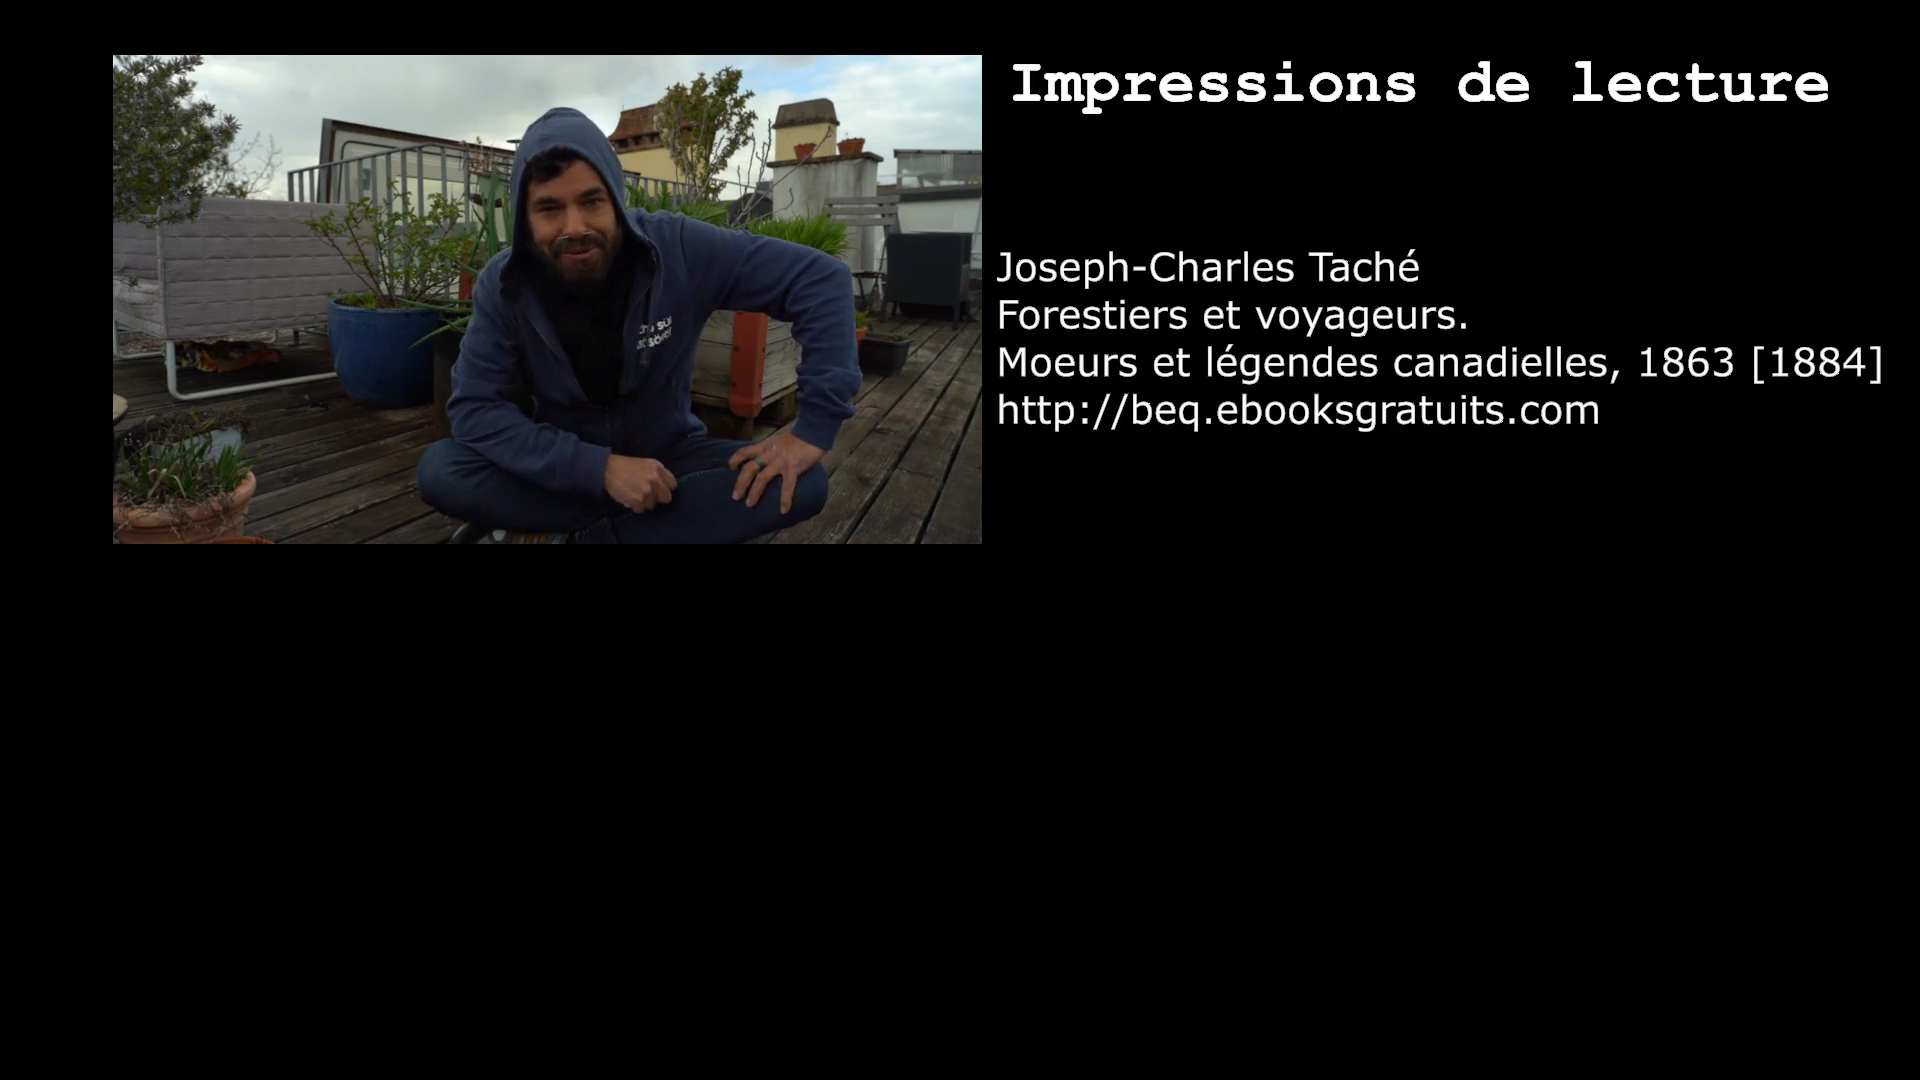 Impressions de lecture
Joseph-Charles Taché
Forestiers et voyageurs.
Moeurs et légendes canadielles, 1863 [1884]
http://beq.ebooksgratuits.com